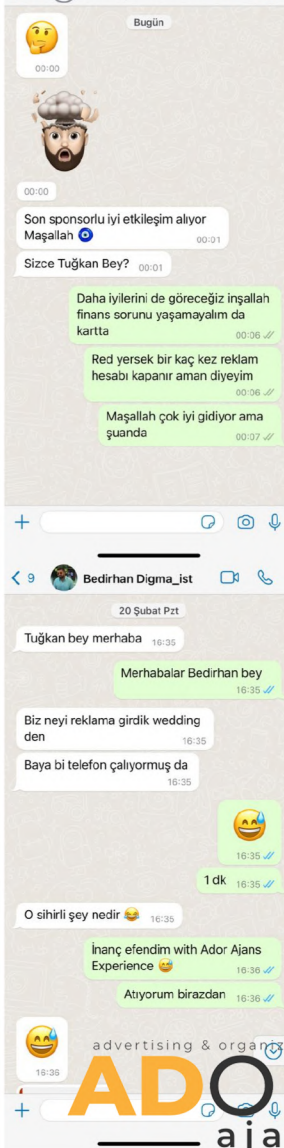 Bugün
00:00
00:00
Son sponsorlu iyi etkileşim alıyor
Maşallah 🧿
00:01
Sizce Tuğkan Bey? 00:01
Daha iyilerini de göreceğiz inşallah
finans sorunu yaşamayalım da
kartta
00:06
Red yersek bir kaç kez reklam
hesabı kapanır aman diyeyim
00:06
Maşallah çok iyi gidiyor ama
şuanda
00:07
9 Bedirhan Digma_ist
20 Şubat Pzt
Tuğkan bey merhaba 16:35
Merhabalar Bedirhan bey
16:35
Biz neyi reklama girdik wedding
den
16:35
Baya bi telefon çalıyormuş da
16:35
16:35
1 dk 16:35
O sihirli şey nedir 😂 16:35
İnanç efendim with Ador Ajans
Experience 😅
16:36
Atıyorum birazdan 16:36
16:36
advertising & organiz
ADO
aja